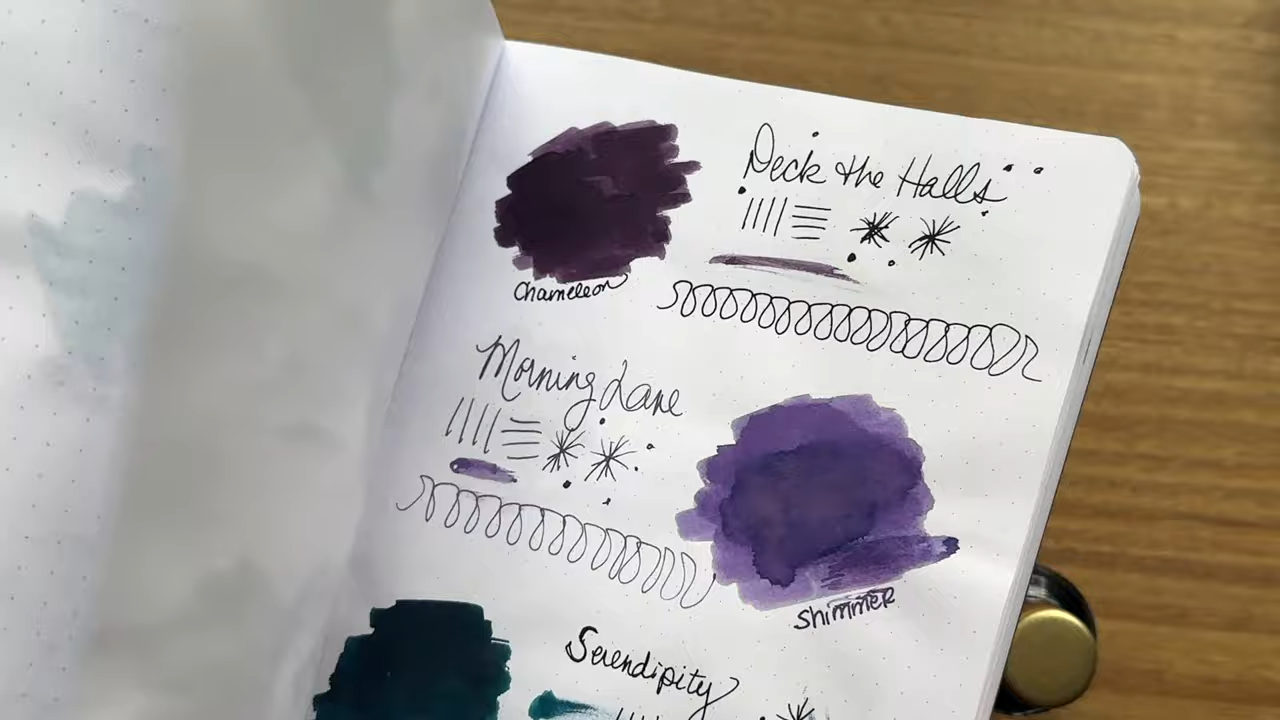 Deck the Halls
Chameleon
Morning Lane
Shimmer
Serendipity